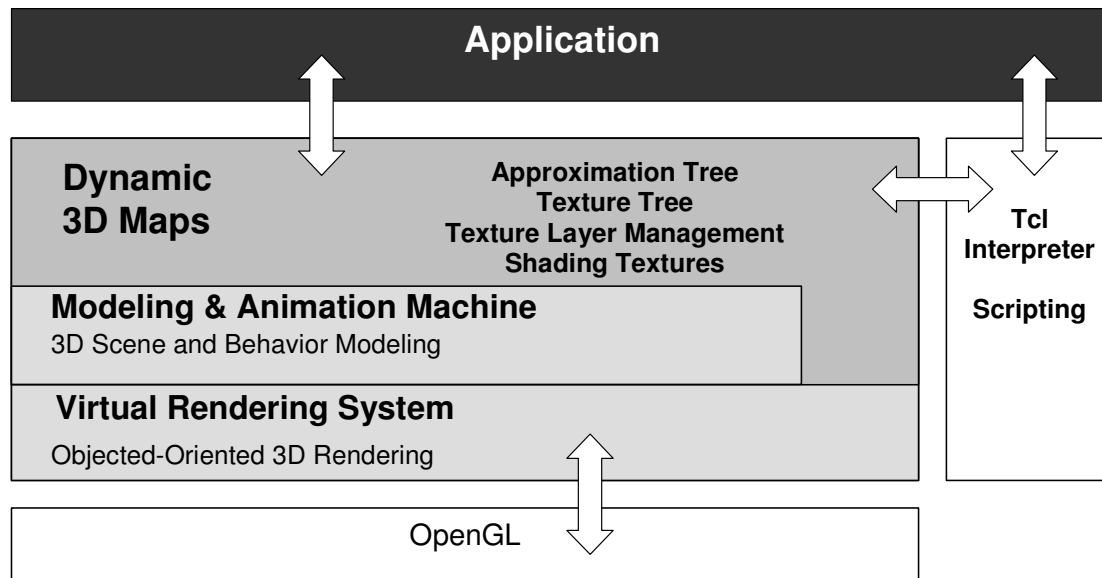 Application
Dynamic
3D Maps
Approximation Tree
Texture Tree
Texture Layer Management
Shading Textures
Tcl
Interpreter
Scripting
Modeling & Animation Machine
3D Scene and Behavior Modeling
Virtual Rendering System
Objected-Oriented 3D Rendering
OpenGL